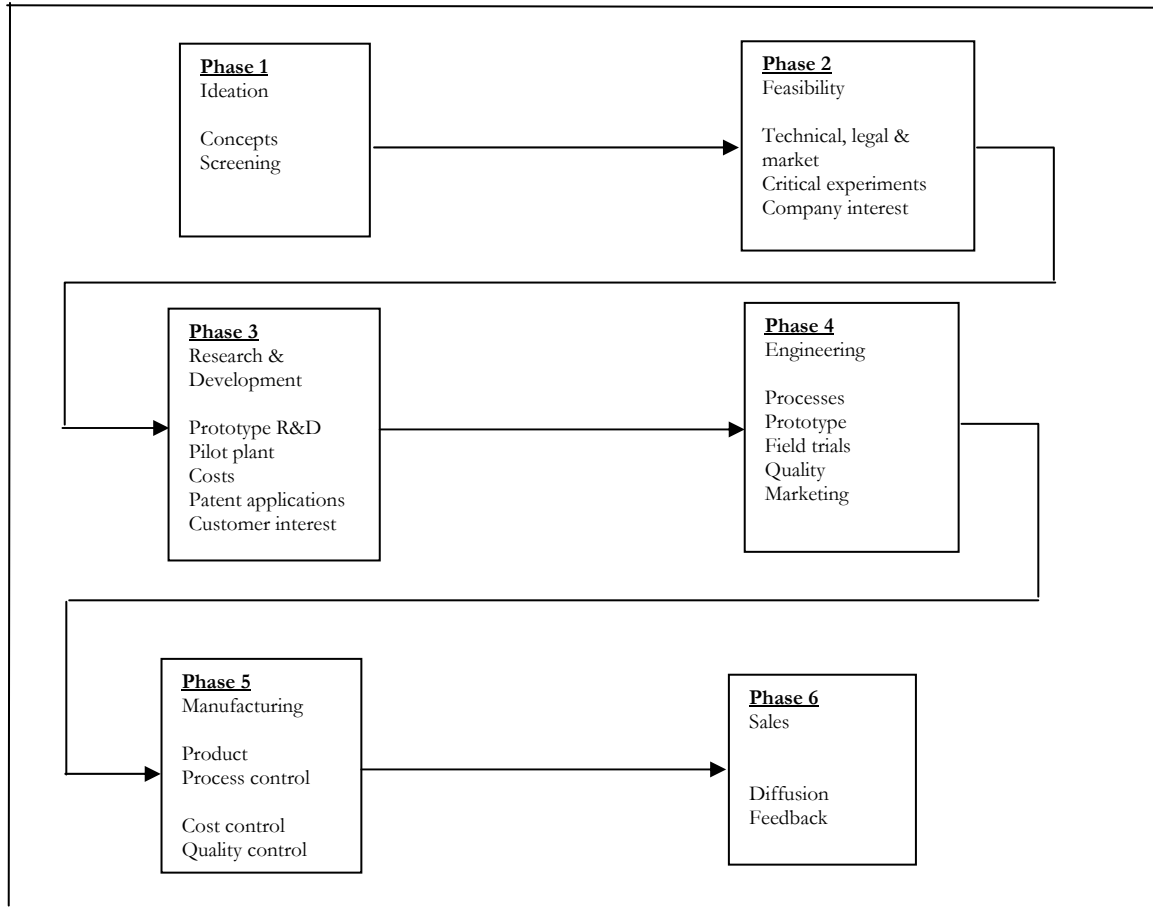 Phase 1
Ideation
Concepts
Screening
Phase 2
Feasibility
Technical, legal &
market
Critical experiments
Company interest
Phase 3
Research &
Development
Prototype R&D
Pilot plant
Costs
Patent applications
Customer interest
Phase 4
Engineering
Processes
Prototype
Field trials
Quality
Marketing
Phase 5
Manufacturing
Product
Process control
Cost control
Quality control
Phase 6
Sales
Diffusion
Feedback